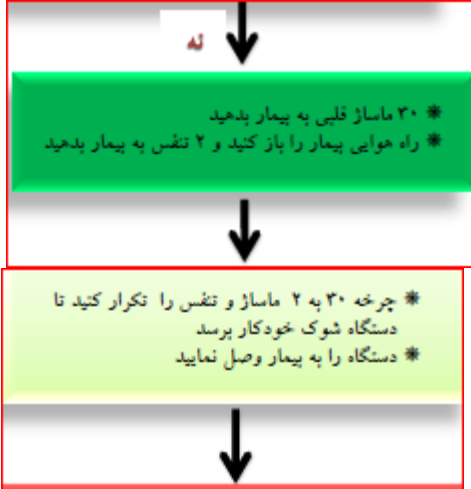 نه
* ۳۰ ماساژ قلبی به بیمار بدهید
* راه هوایی بیمار را باز کنید و ۲ تنفس به بیمار بدهید
* چرخه ۳۰ به ۲ ماساژ و تنفس را تکرار کنید تا
دستگاه شوک خودکار برسد
* دستگاه را به بیمار وصل نمایید